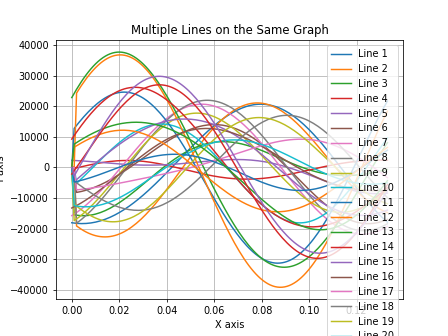 Multiple Lines on the Same Graph
40000
30000
20000
10000
0
−10000
−20000
−30000
−40000
0.00 0.02 0.04 0.06 0.08 0.10
X axis
Line 1
Line 2
Line 3
Line 4
Line 5
Line 6
Line 7
Line 8
Line 9
Line 10
Line 11
Line 12
Line 13
Line 14
Line 15
Line 16
Line 17
Line 18
Line 19
Line 20